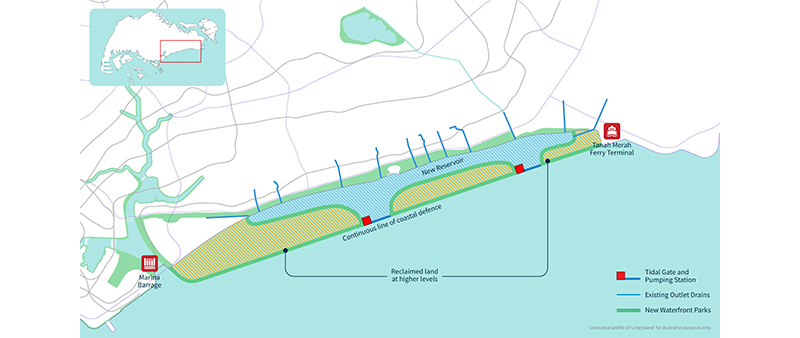 New Reservoir
Tanah Merah
Ferry Terminal
Continuous line of coastal defence
Marina
Barrage
Reclaimed land
at higher levels
Tidal Gate and
Pumping Station
Existing Outlet Drains
New Waterfront Parks
Conceptual profile of 'Long Island' for illustrative purposes only